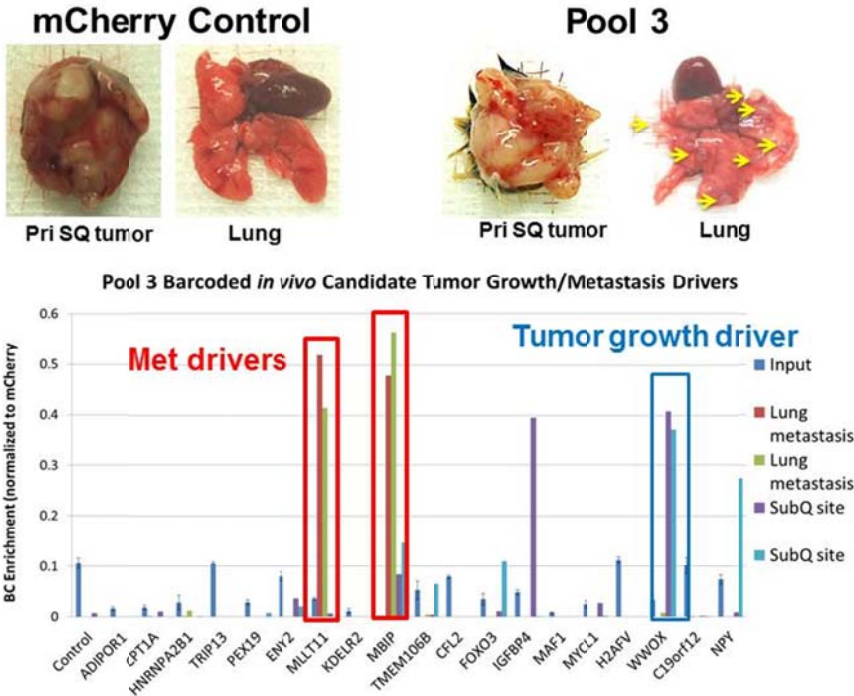 mCherry Control
Pool 3
Pri SQ tumor
Lung
Pri SQ tumor
Lung
Pool 3 Barcoded in vivo Candidate Tumor Growth/Metastasis Drivers
BC Enrichment (normalized to mCherry
0.6
0.5
0.4
0.3
0.2
0.1
0
Met drivers
Tumor growth driver
Input
Lung
metastasis
Lung
metastasis
SubQ site
SubQ site
Control
ADIPOR1
cPT1A
HNRNPA2B1
TRIP13
PEX19
ENY2
MLLT11
KDELR2
MBIP
TMEM106B
CFL2
FOXO3
IGFBP4
MAF1
MYCL1
H2AFV
WWOX
C19orf12
NPY